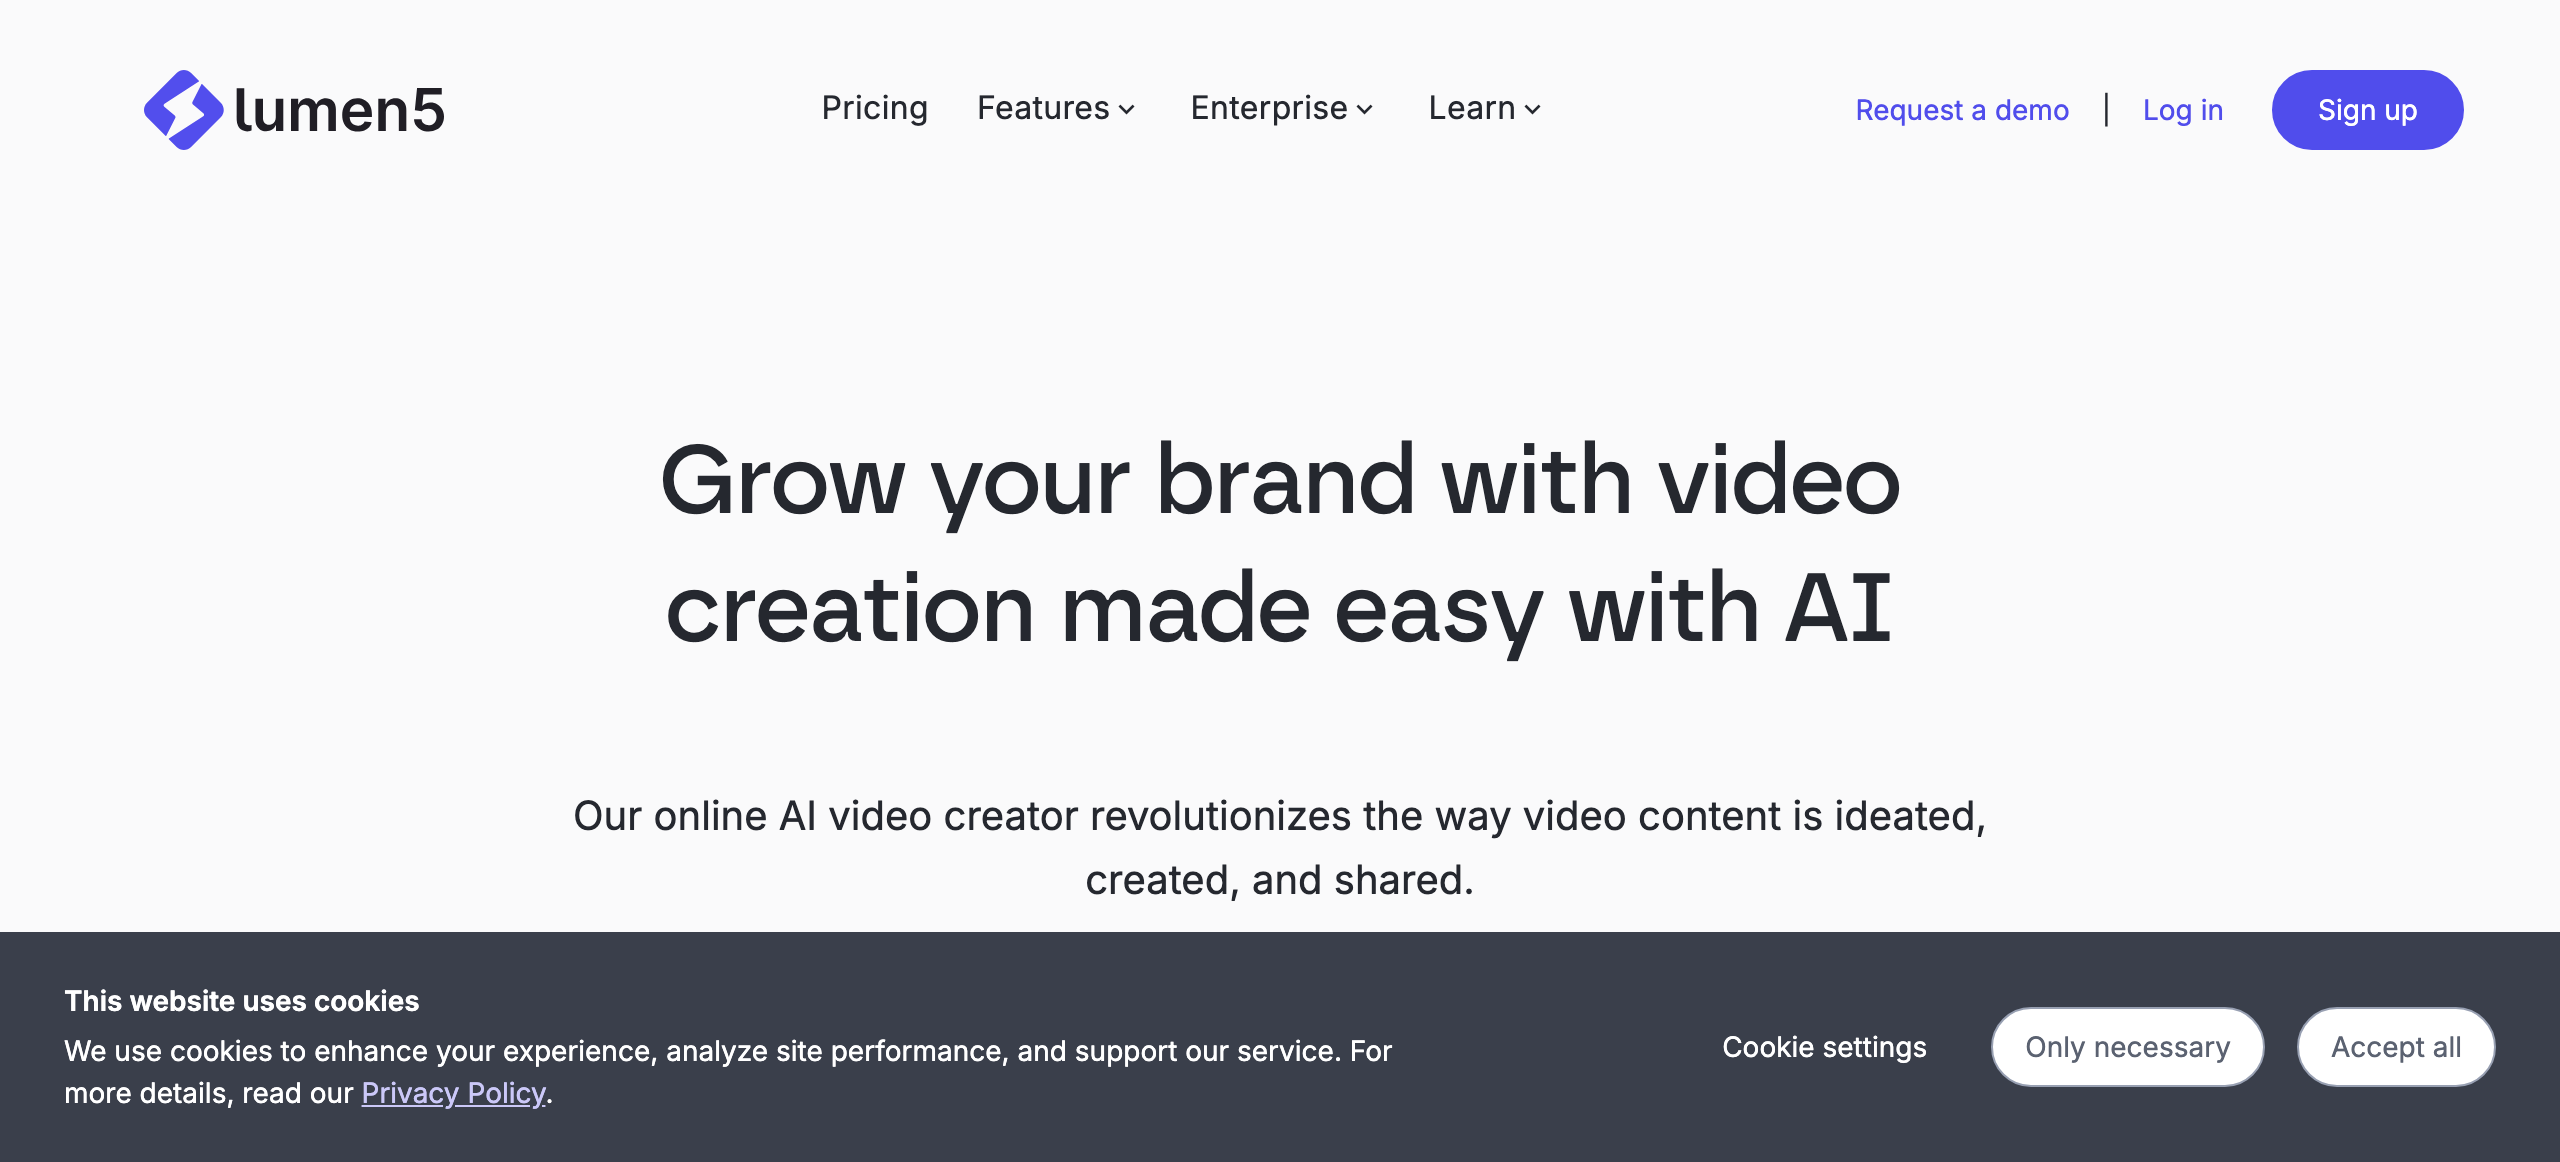 lumen5
Pricing Features Enterprise Learn
Request a demo | Log in Sign up
Grow your brand with video
creation made easy with AI
Our online AI video creator revolutionizes the way video content is ideated,
created, and shared.
This website uses cookies
We use cookies to enhance your experience, analyze site performance, and support our service. For
more details, read our Privacy Policy.
Cookie settings Only necessary Accept all